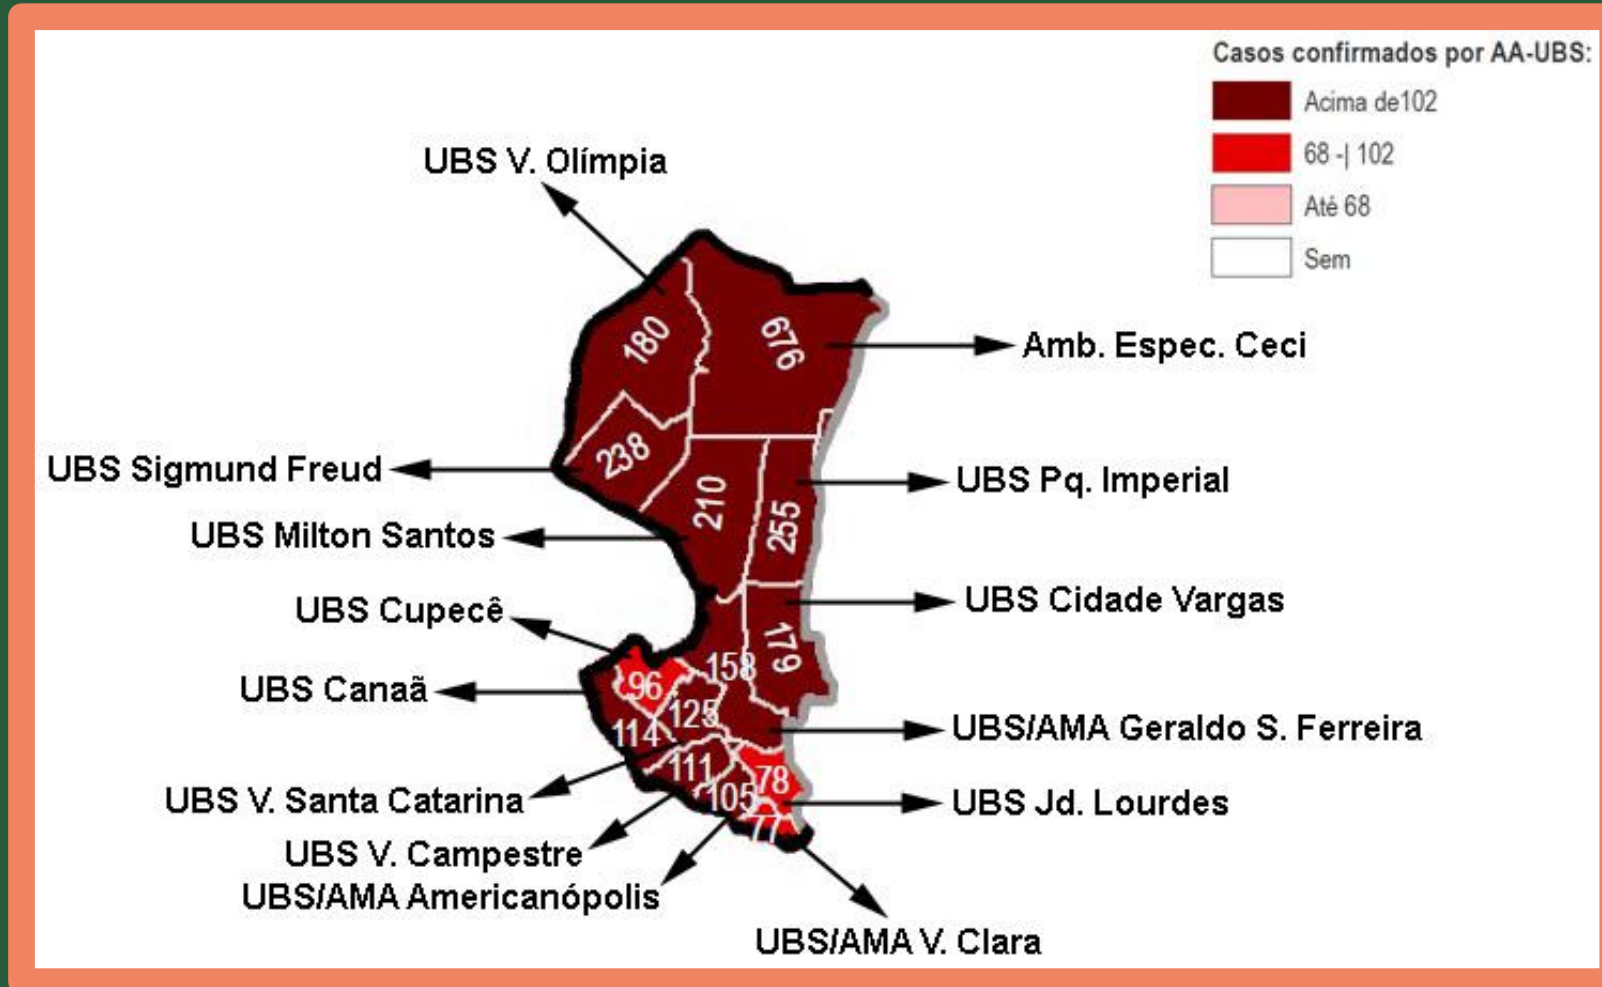 Casos confirmados por AA-UBS:
Acima de102
68 -| 102
Até 68
Sem
UBS V. Olímpia
180
676
Amb. Espec. Ceci
238
UBS Sigmund Freud
UBS Pq. Imperial
210
255
UBS Milton Santos
UBS Cidade Vargas
UBS Cupecê
179
158
96
UBS Canaã
125
114
UBS/AMA Geraldo S. Ferreira
111
78
105
UBS V. Santa Catarina
UBS Jd. Lourdes
77
UBS V. Campestre
UBS/AMA Americanópolis
UBS/AMA V. Clara